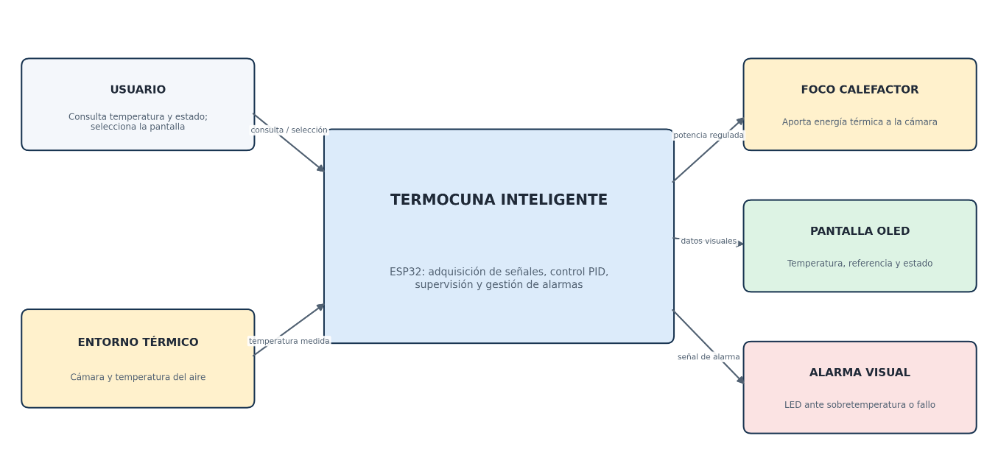 USUARIO
Consulta temperatura y estado;
selecciona la pantalla
consulta / selección
ENTORNO TÉRMICO
Cámara y temperatura del aire
temperatura medida
TERMOCUNA INTELIGENTE
ESP32: adquisición de señales, control PID,
supervisión y gestión de alarmas
potencia regulada
FOCO CALEFACTOR
Aporta energía térmica a la cámara
datos visuales
PANTALLA OLED
Temperatura, referencia y estado
señal de alarma
ALARMA VISUAL
LED ante sobretemperatura o fallo